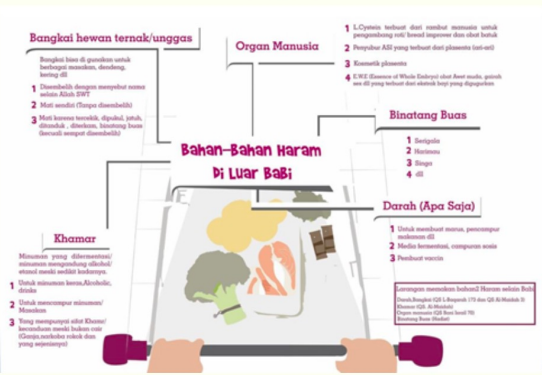 Bangkai hewan ternak/unggas
Bangkai bisa di gunakan untuk
berbagai masakan, dendeng,
kering dll
1 Disembelih dengan menyebut nama
selain Allah SWT
2 Mati sendiri (Tanpa disembelih)
3 Mati karena tercekik, dipukul, jatuh,
ditanduk , diterkam, binatang buas
(kecuali sempat disembelih)
Organ Manusia
1 L.Cystein terbuat dari rambut manusia untuk
pengembang roti/ bread improver dan obat batuk
2 Penyubur ASI yang terbuat dari plasenta (ari-ari)
3 Kosmetik plasenta
4 E.W.E (Essence of Whole Embryo) obat Awet muda, gairah
sex dll yang terbuat dari ekstrak bayi yang digugurkan
Binatang Buas
1 Serigala
2 Harimau
3 Singa
4 dll
Bahan-Bahan Haram
Di Luar BaBi
Darah (Apa Saja)
1 Untuk membuat marus, pencampur
makanan dll
2 Media fermentasi, campuran sosis
3 Pembuat vaccin
Khamar
Minuman yang difermentasi/
minuman mengandung alkohol/
etanol meski sedikit kadarnya.
1 Untuk minuman keras,Alcoholic,
drinks
2 Untuk mencampur minuman/
Masakan
3 Yang mempunyai sifat Khamr/
kecanduan meski bukan cair
(Ganja,narkoba rokok dan
yang sejenisnya)
Larangan memakan bahan2 Haram selain Babi
Darah,Bangkai (QS Al-Baqarah 173 dan QS Al-Maidah 3)
Khamar (QS. Al-Maidah)
Organ manusia (QS Bani Israil 70)
Binatang Buas (Hadist)